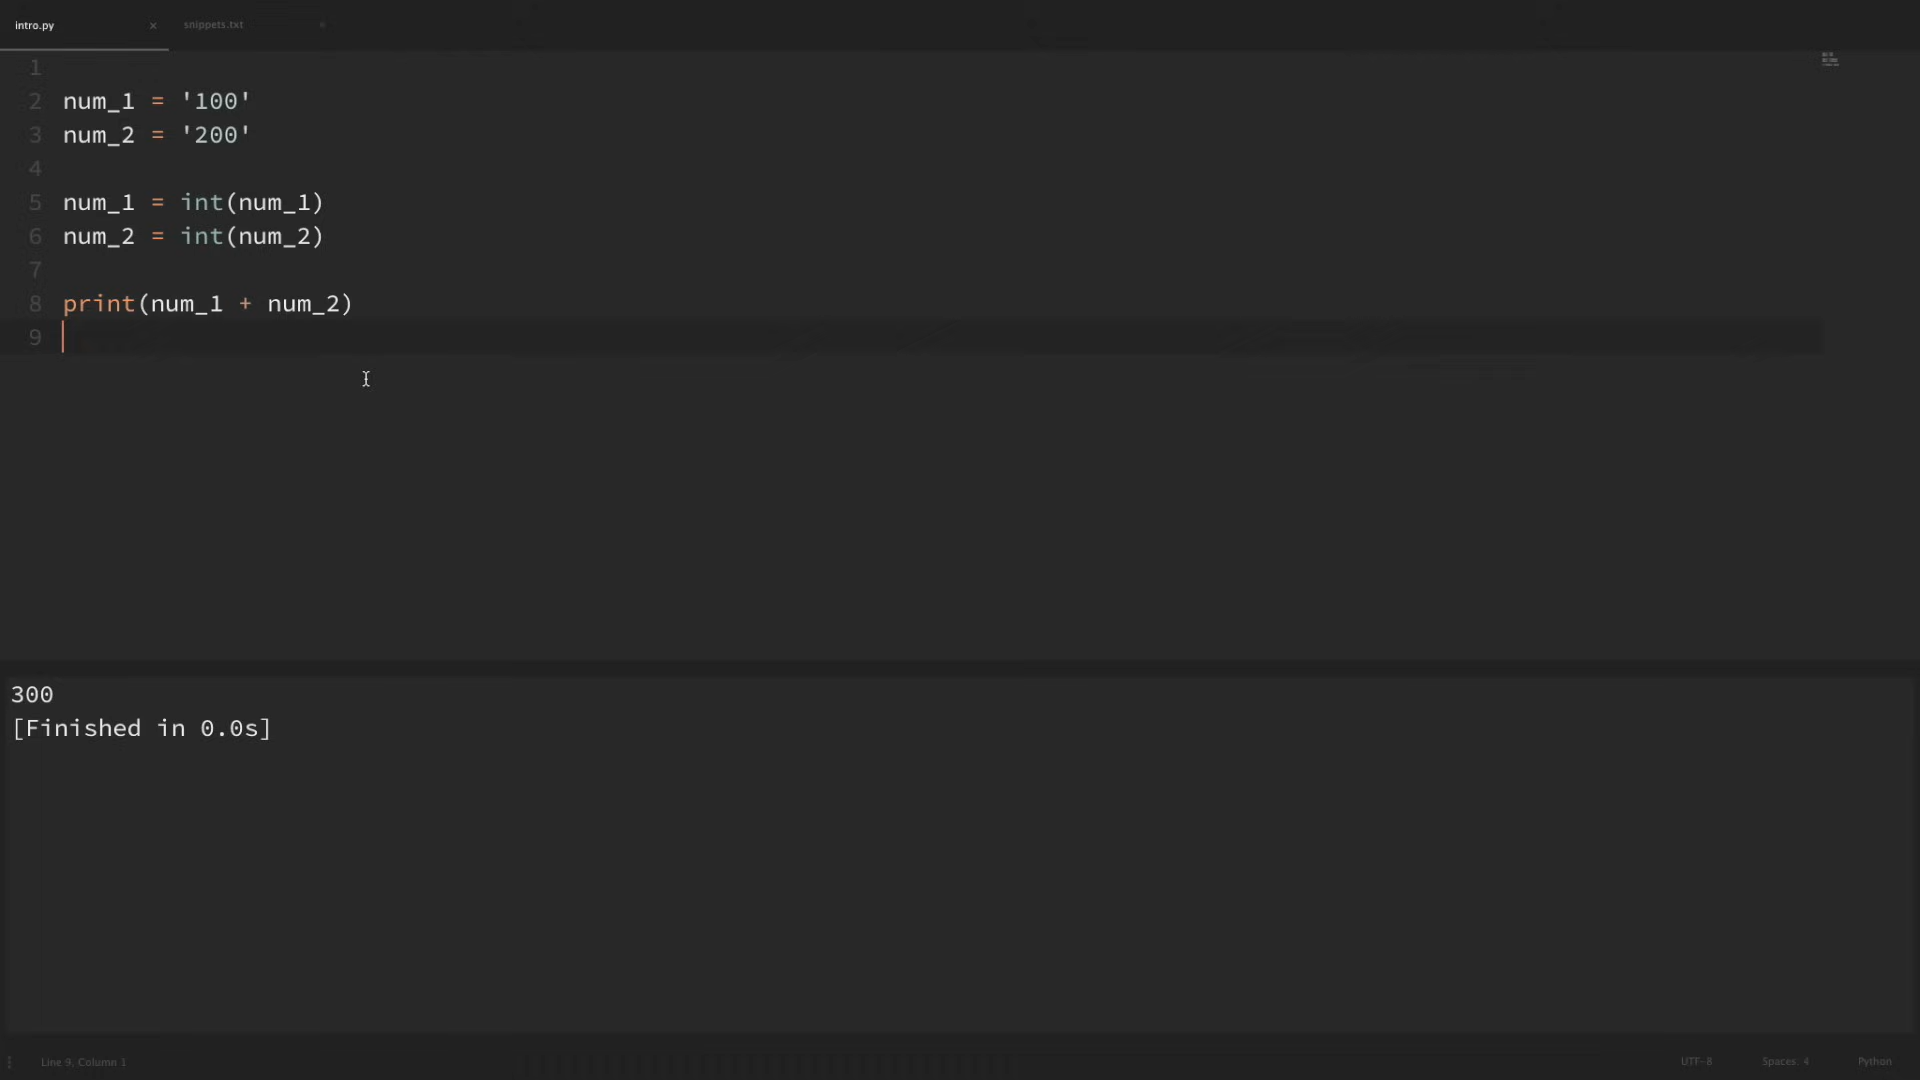 intro.py × snippets.txt
1
2 num_1 = '100'
3 num_2 = '200'
4
5 num_1 = int(num_1)
6 num_2 = int(num_2)
7
8 print(num_1 + num_2)
9
300
[Finished in 0.0s]
Line 9, Column 1 UTF-8 Spaces: 4 Python